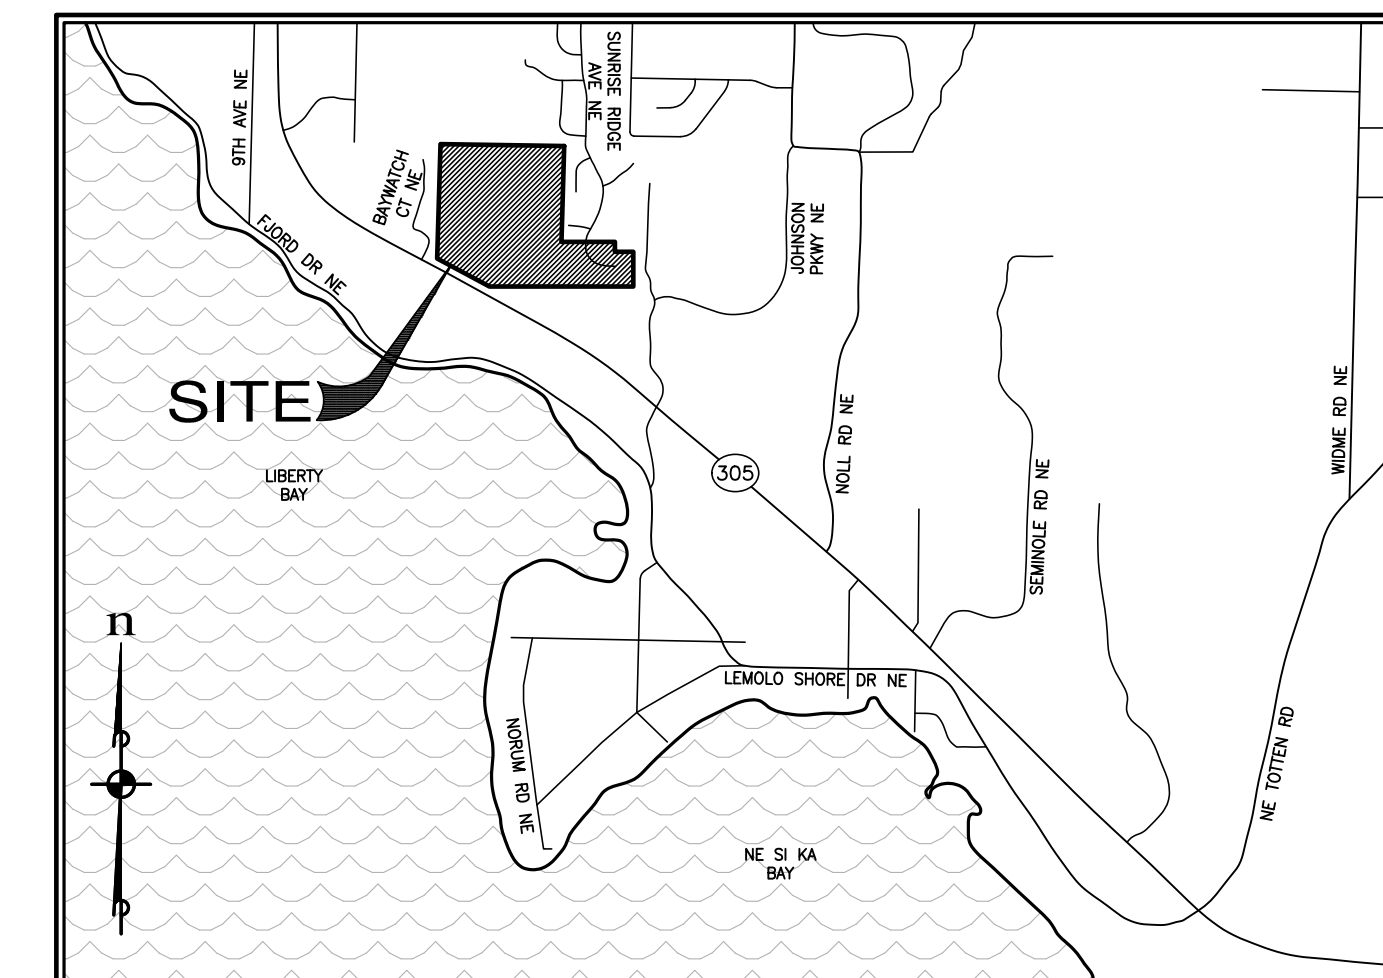 SUNRISE RIDGE
AVE NE
9TH AVE NE
BAYWATCH
CT NE
FJORD DR NE
JOHNSON
PKWY NE
SITE
LIBERTY
BAY
305
NOLL RD NE
SEMINOLE RD NE
WIDME RD NE
n
LEMOLO SHORE DR NE
NORUM RD NE
NE TOTTEN RD
NE SI KA
BAY